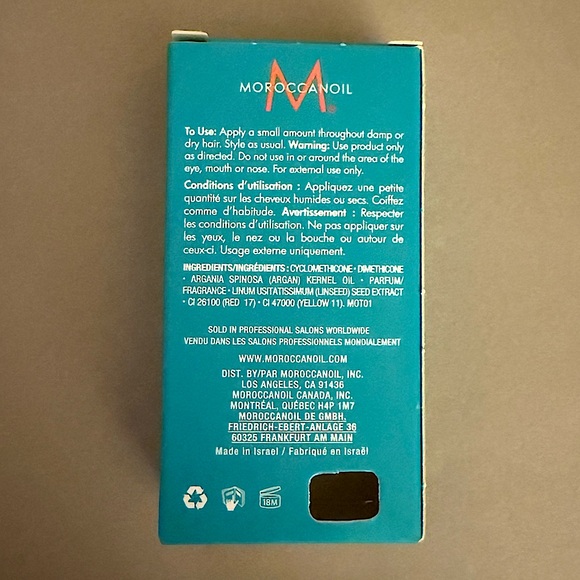 M
MOROCCANOIL
To Use: Apply a small amount throughout damp or
dry hair. Style as usual. Warning: Use product only
as directed. Do not use in or around the area of the
eye, mouth or nose. For external use only.
Conditions d'utilisation : Appliquez une petite
quantité sur les cheveux humides ou secs. Coiffez
comme d'habitude. Avertissement : Respecter
les conditions d'utilisation. Ne pas appliquer sur
les yeux, le nez ou la bouche ou autour de
ceux-ci. Usage externe uniquement.
INGREDIENTS/INGRÉDIENTS : CYCLOMETHICONE • DIMETHICONE
• ARGANIA SPINOSA (ARGAN) KERNEL OIL • PARFUM/
FRAGRANCE • LINUM USITATISSIMUM (LINSEED) SEED EXTRACT
• CI 26100 (RED 17) • CI 47000 (YELLOW 11). MOT01
SOLD IN PROFESSIONAL SALONS WORLDWIDE
VENDU DANS LES SALONS PROFESSIONNELS MONDIALEMENT
WWW.MOROCCANOIL.COM
DIST. BY/PAR MOROCCANOIL, INC.
LOS ANGELES, CA 91436
MOROCCANOIL CANADA, INC.
MONTRÉAL, QUÉBEC H4P 1M7
MOROCCANOIL DE GMBH.
FRIEDRICH-EBERT-ANLAGE 36
60325 FRANKFURT AM MAIN
Made in Israel / Fabriqué en Israël
18M